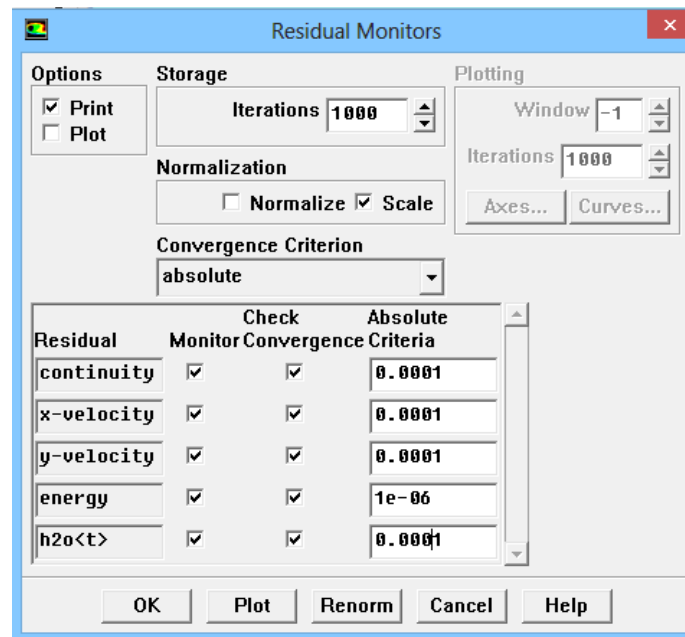 Residual Monitors
Options
Print
Plot
Storage
Iterations 1000
Normalization
Normalize Scale
Convergence Criterion
absolute
Plotting
Window -1
Iterations 1000
Axes... Curves...
Residual Monitor Check Convergence Absolute Criteria
continuity 0.0001
x-velocity 0.0001
y-velocity 0.0001
energy 1e-06
h2o<t> 0.0001
OK Plot Renorm Cancel Help